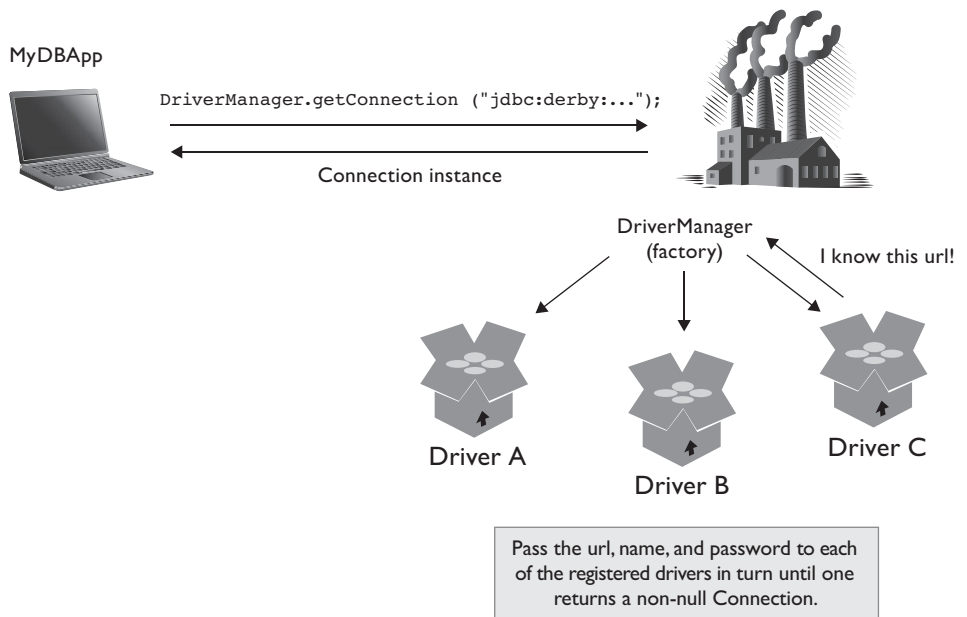 MyDBApp
DriverManager.getConnection ("jdbc:derby:...");
Connection instance
DriverManager
(factory)
I know this url!
Driver A
Driver B
Driver C
Pass the url, name, and password to each
of the registered drivers in turn until one
returns a non-null Connection.